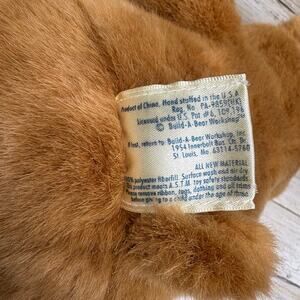 Product of China. Hand stuffed in the U.S.A
Reg. No. PA-9859(HK)
Licensed under U.S. Pat. #6, 109 196
© Build-A-Bear Workshop
If lost, return to: Build-A-Bear Workshop, Inc.
1954 Innerbelt Bus. Ctr. Dr.
St. Louis, Mo 63114-5760
ALL NEW MATERIAL
polyester fiberfill. Surface wash and air dry
This product meets A.S.T.M. toy safety standards
Please remove ribbon, tags, clothing and all trims
before giving to a child under the age of three.